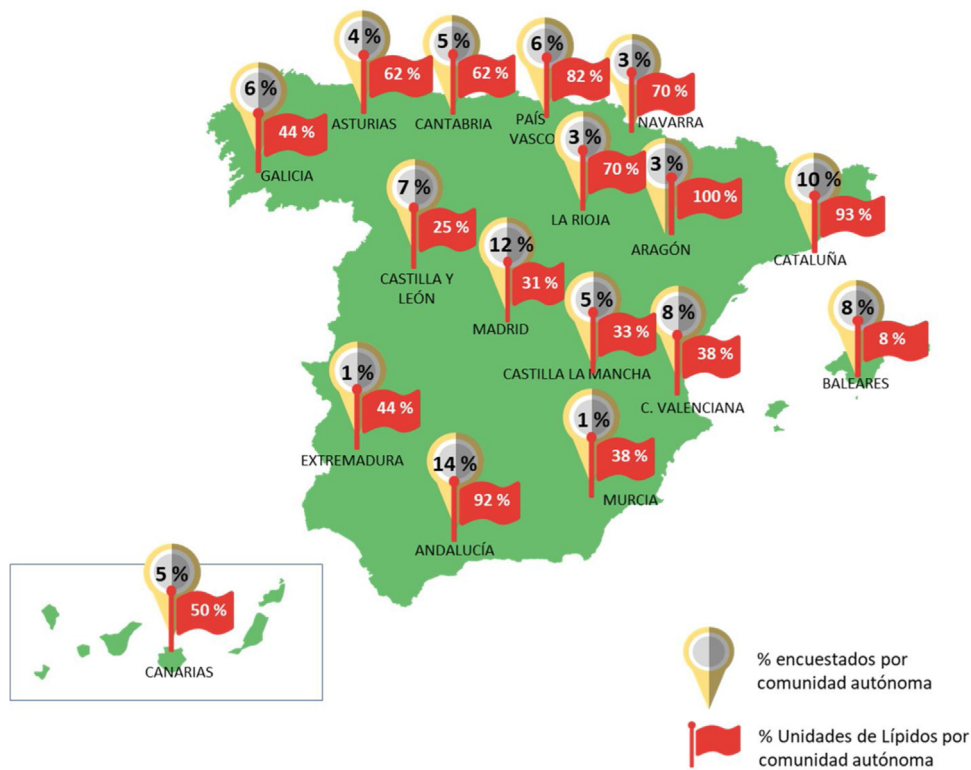 4 %
62 %
ASTURIAS
5 %
62 %
CANTABRIA
6 %
82 %
PAÍS
VASCO
3 %
70 %
NAVARRA
6 %
44 %
GALICIA
3 %
70 %
LA RIOJA
3 %
100 %
ARAGÓN
10 %
93 %
CATALUÑA
7 %
25 %
CASTILLA Y
LEÓN
12 %
31 %
MADRID
5 %
33 %
CASTILLA LA MANCHA
8 %
38 %
C. VALENCIANA
8 %
8 %
BALEARES
1 %
44 %
EXTREMADURA
14 %
92 %
ANDALUCÍA
1 %
38 %
MURCIA
5 %
50 %
CANARIAS
% encuestados por
comunidad autónoma
% Unidades de Lípidos por
comunidad autónoma